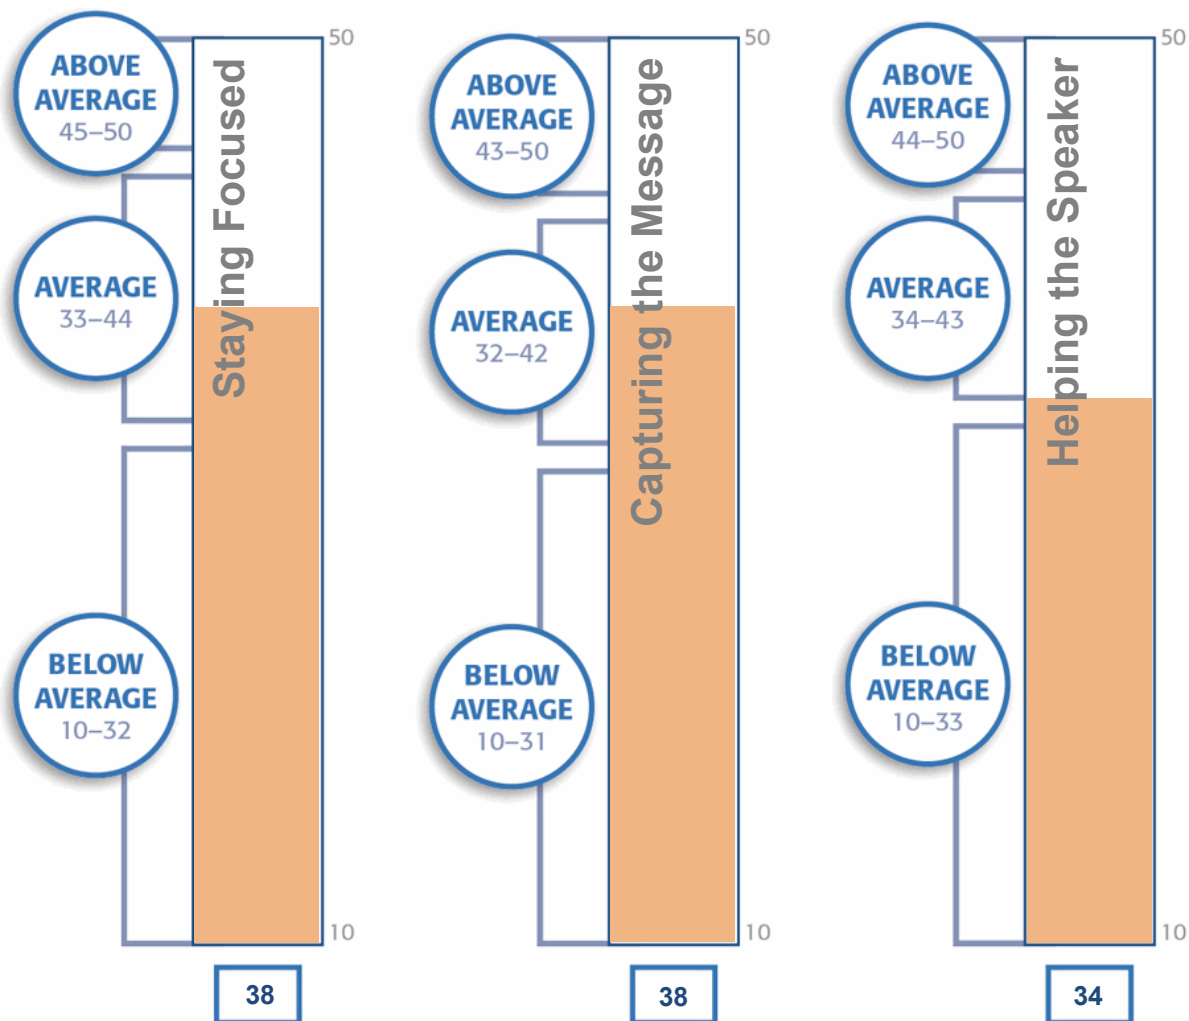 50
ABOVE
AVERAGE
45–50
Staying Focused
AVERAGE
33–44
BELOW
AVERAGE
10–32
10
38
50
ABOVE
AVERAGE
43–50
Capturing the Message
AVERAGE
32–42
BELOW
AVERAGE
10–31
10
38
50
ABOVE
AVERAGE
44–50
Helping the Speaker
AVERAGE
34–43
BELOW
AVERAGE
10–33
10
34